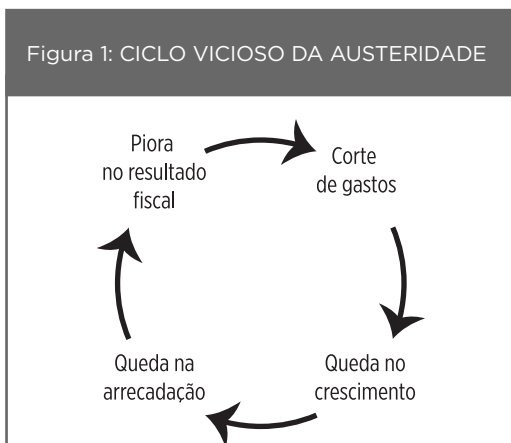 Figura 1: CICLO VICIOSO DA AUSTERIDADE
Piora
no resultado
fiscal
Corte
de gastos
Queda no
crescimento
Queda na
arrecadação